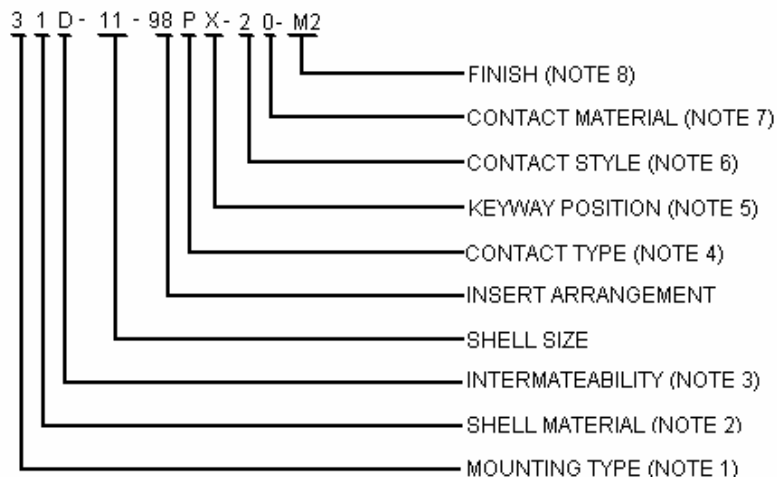 3 1 D - 11 - 98 P X - 2 0- M2
FINISH (NOTE 8)
CONTACT MATERIAL (NOTE 7)
CONTACT STYLE (NOTE 6)
KEYWAY POSITION (NOTE 5)
CONTACT TYPE (NOTE 4)
INSERT ARRANGEMENT
SHELL SIZE
INTERMATEABILITY (NOTE 3)
SHELL MATERIAL (NOTE 2)
MOUNTING TYPE (NOTE 1)